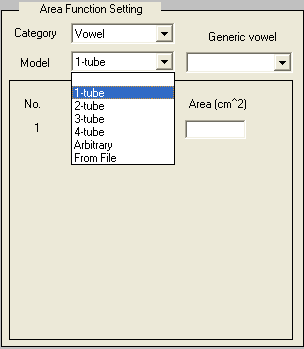 Area Function Setting
Category Vowel
Generic vowel
Model 1-tube
1-tube
2-tube
3-tube
4-tube
Arbitrary
From File
No. Area (cm^2)
1